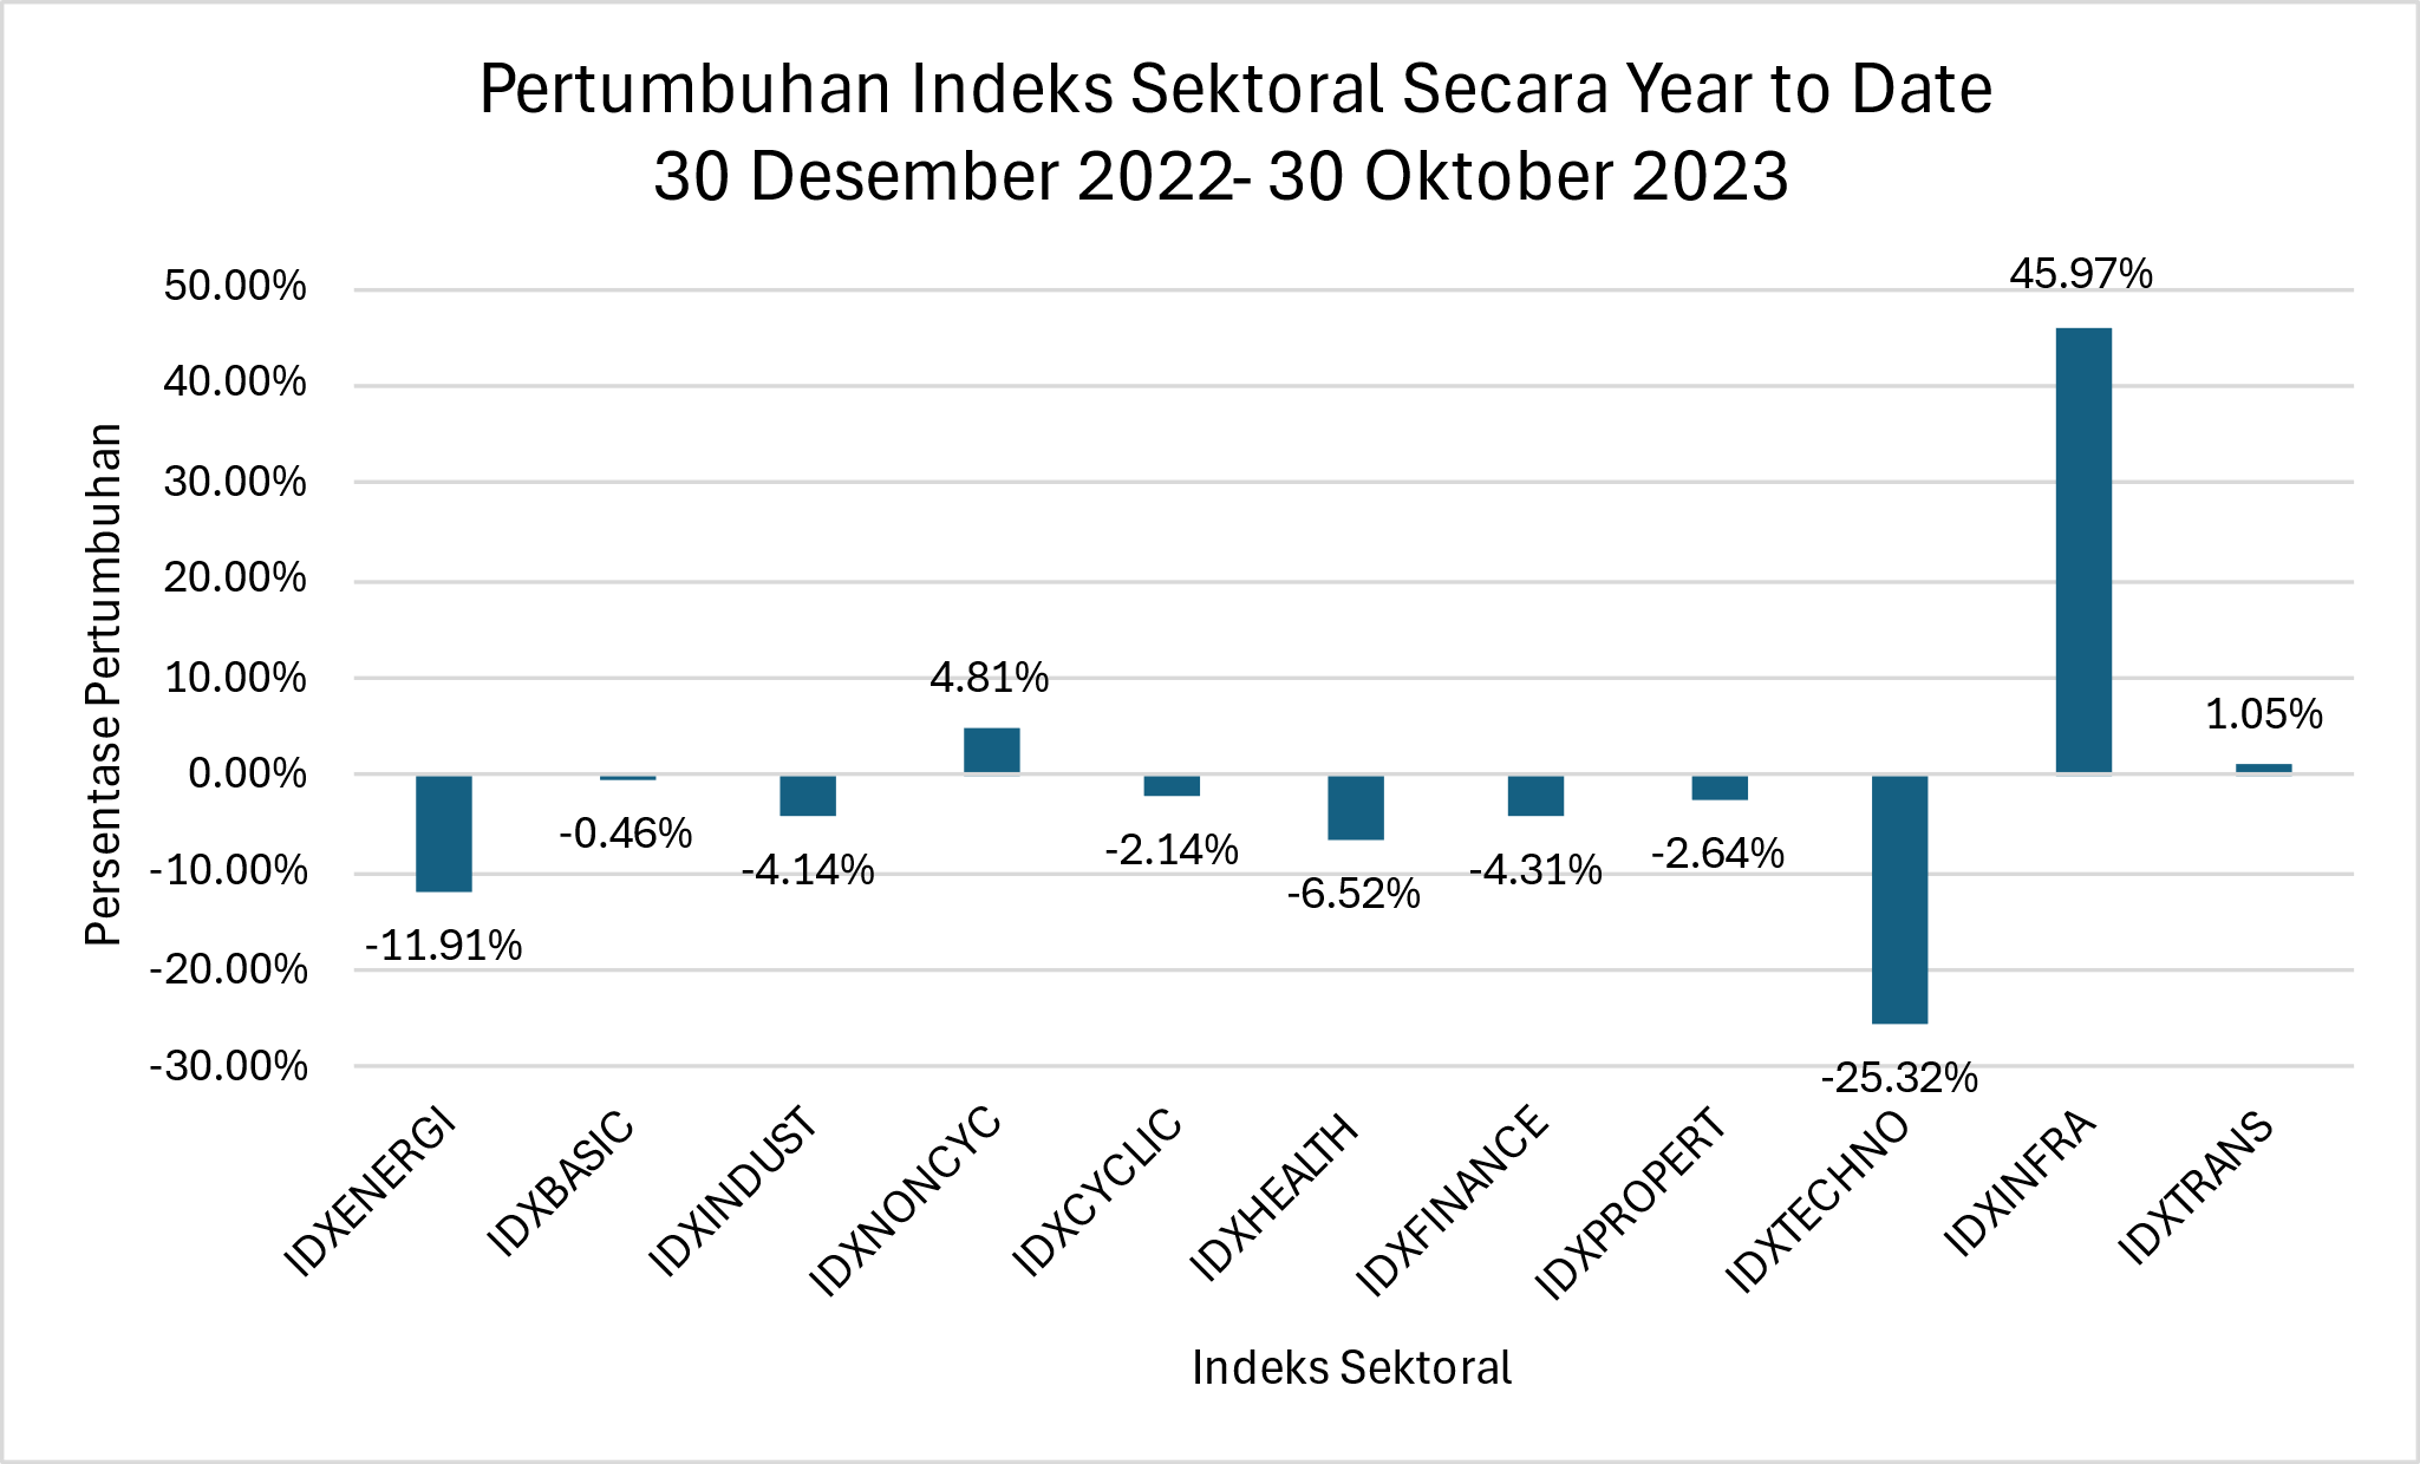 Pertumbuhan Indeks Sektoral Secara Year to Date
30 Desember 2022- 30 Oktober 2023
Persentase Pertumbuhan
50.00%
40.00%
30.00%
20.00%
10.00%
0.00%
-10.00%
-20.00%
-30.00%
-11.91%
-0.46%
-4.14%
4.81%
-2.14%
-6.52%
-4.31%
-2.64%
-25.32%
45.97%
1.05%
IDXENERGI
IDXBASIC
IDXINDUST
IDXNONCYC
IDXCYCLIC
IDXHEALTH
IDXFINANCE
IDXPROPERT
IDXTECHNO
IDXINFRA
IDXTRANS
Indeks Sektoral